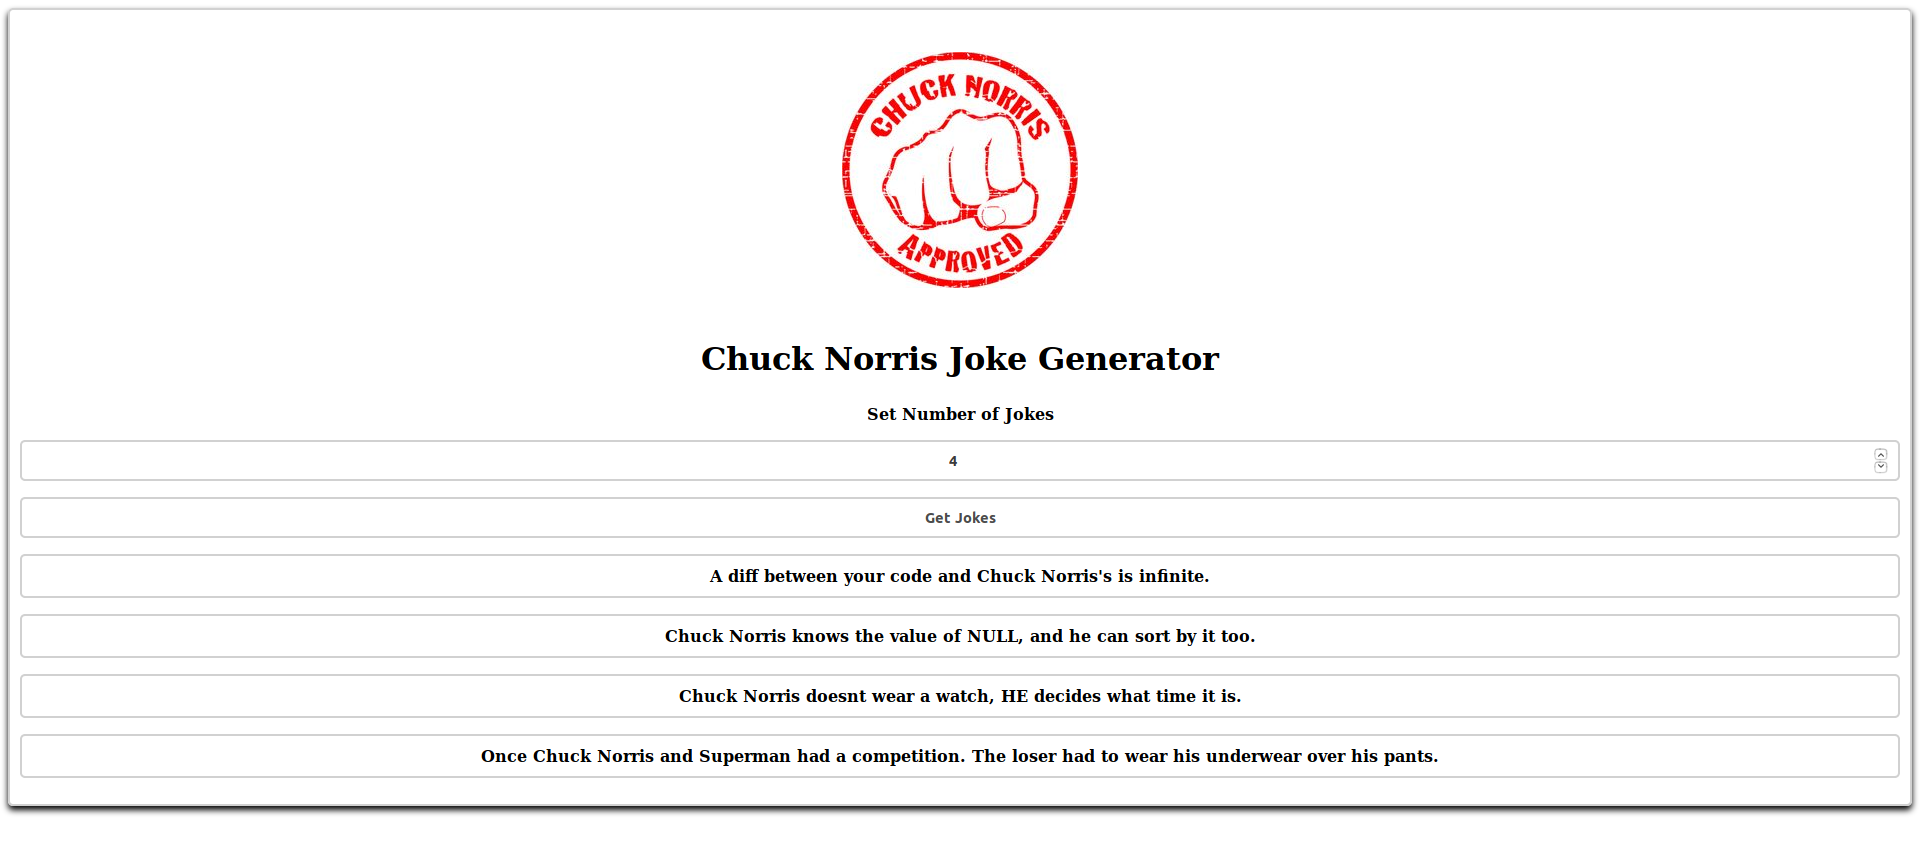 CHUCK NORRIS
APPROVED
Chuck Norris Joke Generator
Set Number of Jokes
4
Get Jokes
A diff between your code and Chuck Norris's is infinite.
Chuck Norris knows the value of NULL, and he can sort by it too.
Chuck Norris doesnt wear a watch, HE decides what time it is.
Once Chuck Norris and Superman had a competition. The loser had to wear his underwear over his pants.